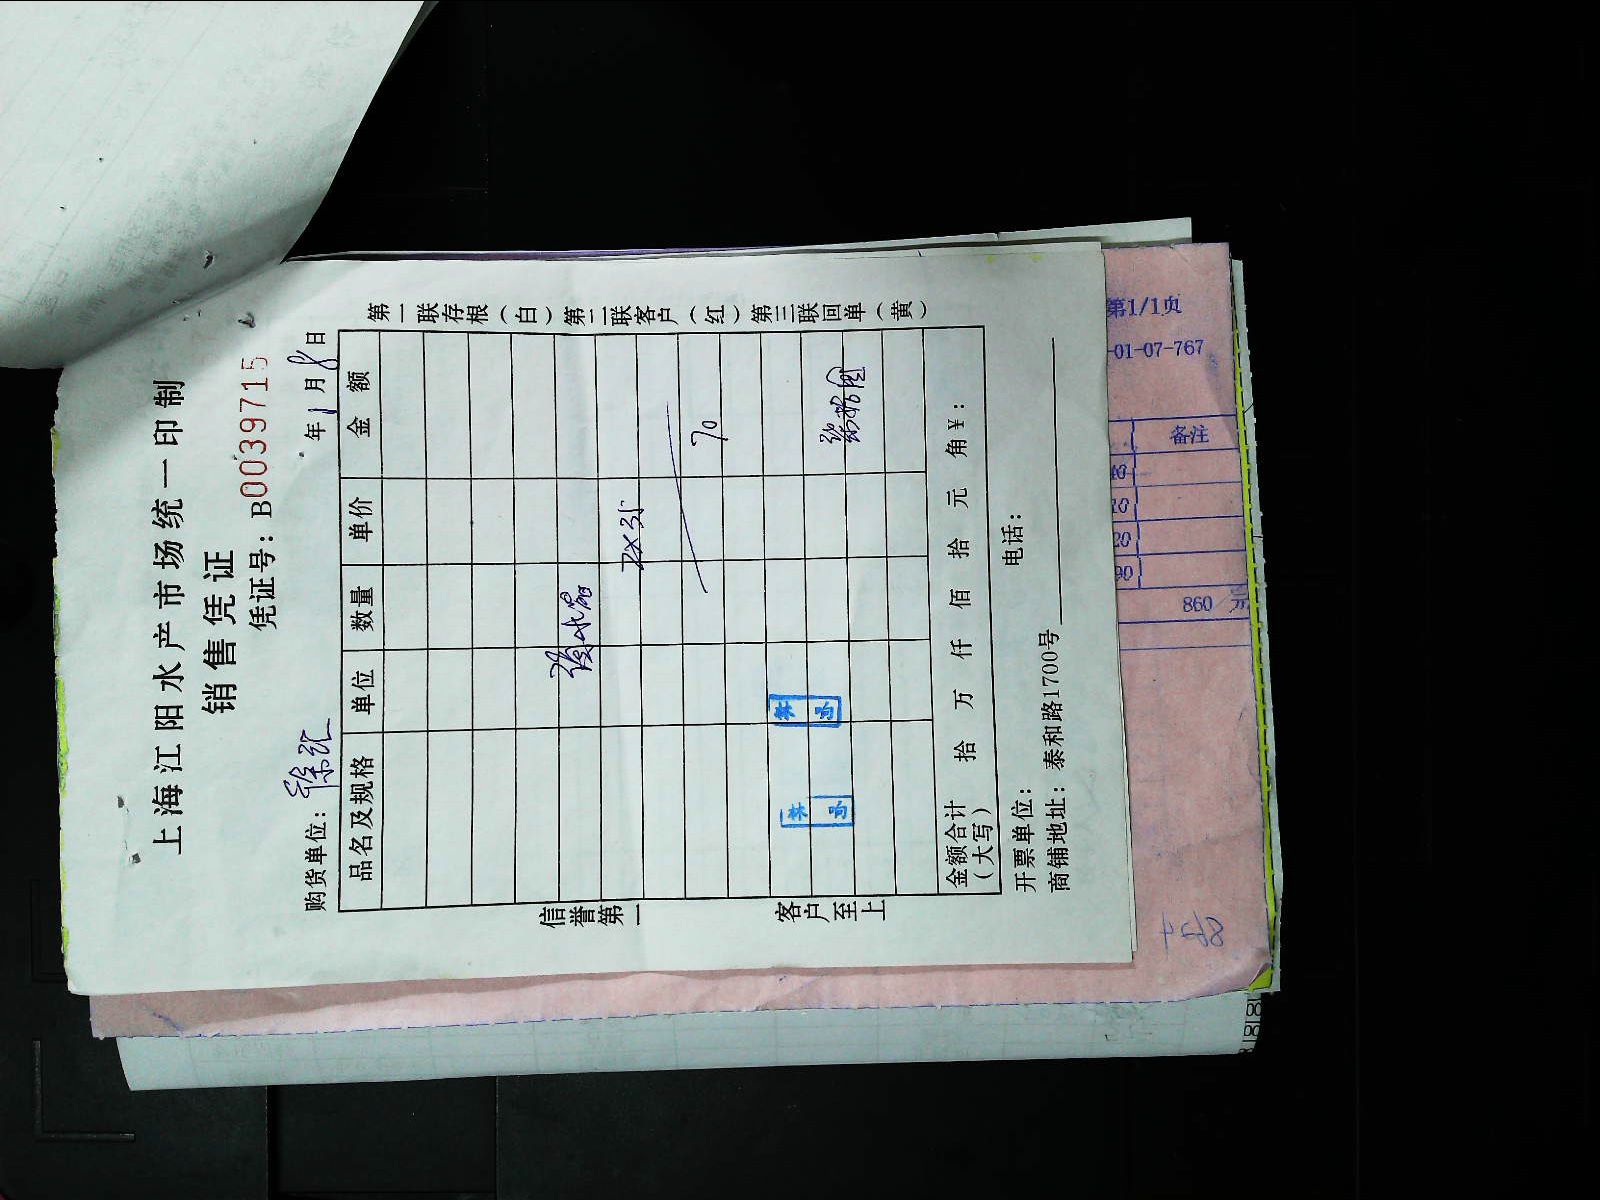 上海江阳水产市场统一印制
销售凭证
凭证号：B0039715
购货单位：徐汇 年1月8日
品名及规格 单位 数量 单价 金额
2×35
70
金额合计（大写） 拾 万 仟 佰 拾 元 角¥：
开票单位： 电话：
商铺地址：泰和路1700号
信誉第一 客户至上
第一联存根（白）第二联客户（红）第三联回单（黄）
第1/1页
-01-07-767
备注
860